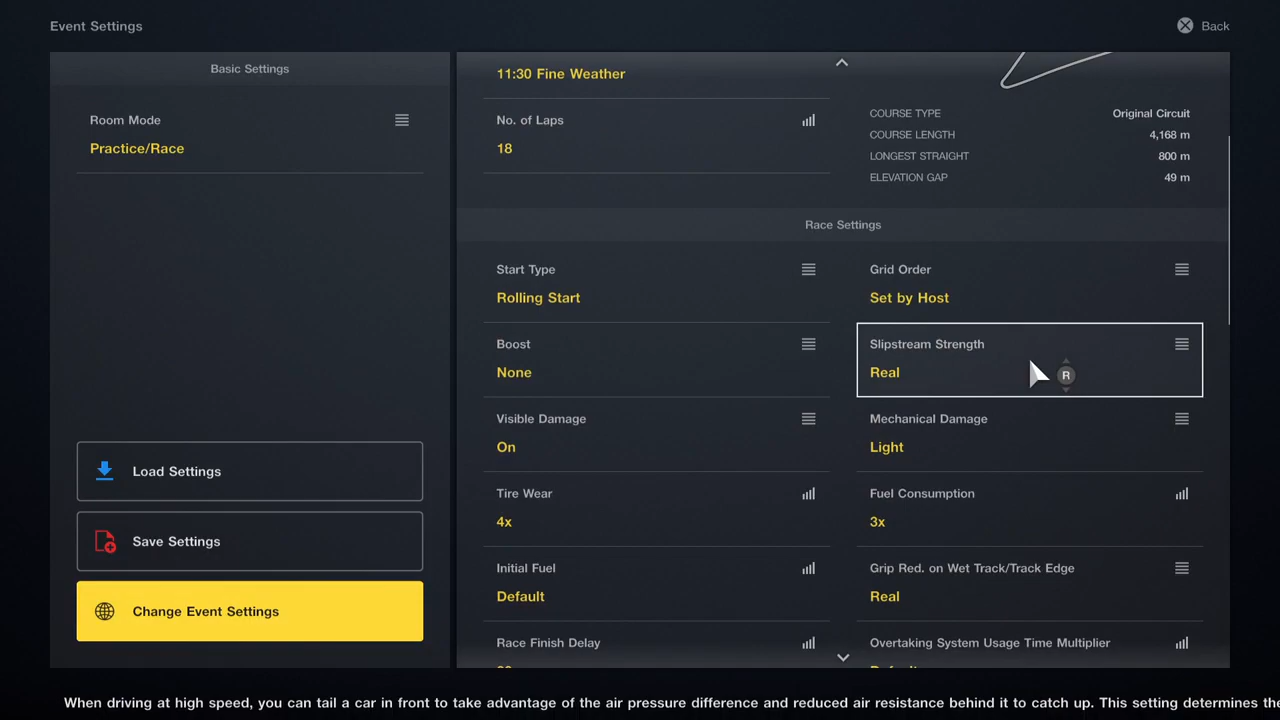 Event Settings
Back
Basic Settings
Room Mode
Practice/Race
Load Settings
Save Settings
Change Event Settings
11:30 Fine Weather
No. of Laps
18
COURSE TYPE Original Circuit
COURSE LENGTH 4,168 m
LONGEST STRAIGHT 800 m
ELEVATION GAP 49 m
Race Settings
Start Type
Rolling Start
Grid Order
Set by Host
Boost
None
Slipstream Strength
Real
R
Visible Damage
On
Mechanical Damage
Light
Tire Wear
4x
Fuel Consumption
3x
Initial Fuel
Default
Grip Red. on Wet Track/Track Edge
Real
Race Finish Delay
Overtaking System Usage Time Multiplier
When driving at high speed, you can tail a car in front to take advantage of the air pressure difference and reduced air resistance behind it to catch up. This setting determines